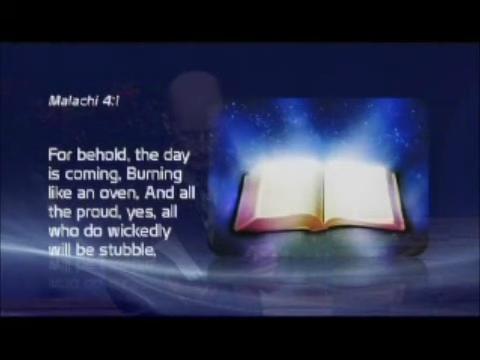 Malachi 4:1
For behold, the day
is coming, Burning
like an oven, And all
the proud, yes, all
who do wickedly
will be stubble.